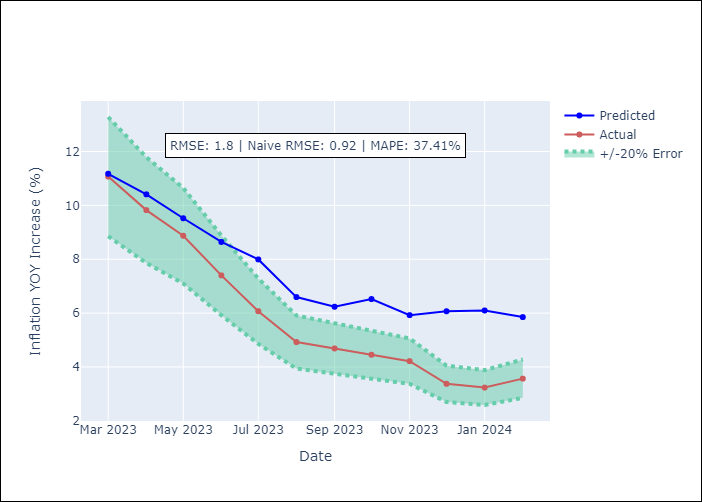 RMSE: 1.8 | Naive RMSE: 0.92 | MAPE: 37.41%
Predicted
Actual
+/-20% Error
Inflation YOY Increase (%)
12
10
8
6
4
2
Mar 2023
May 2023
Jul 2023
Sep 2023
Nov 2023
Jan 2024
Date